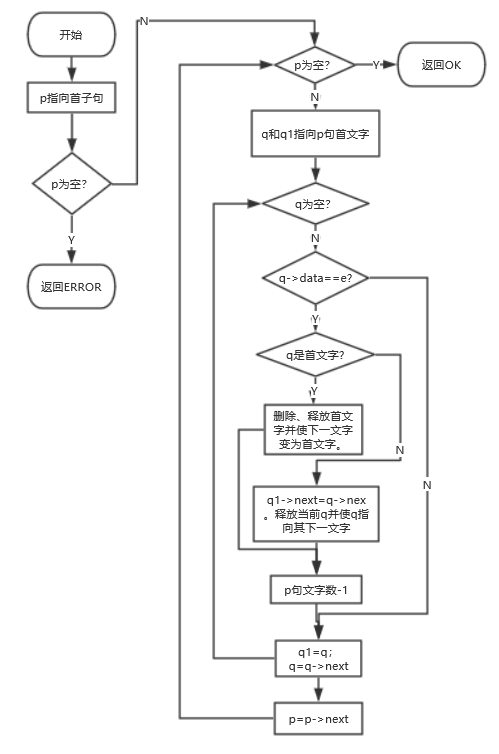 开始
p指向首子句
p为空?
Y
返回ERROR
N
p为空?
Y
返回OK
N
q和q1指向p句首文字
q为空?
N
q->data==e?
Y
q是首文字?
Y
删除、释放首文
字并使下一文字
变为首文字。
N
N
q1->next=q->nex
。释放当前q并使q指
向其下一文字
p句文字数-1
q1=q;
q=q->next
p=p->next